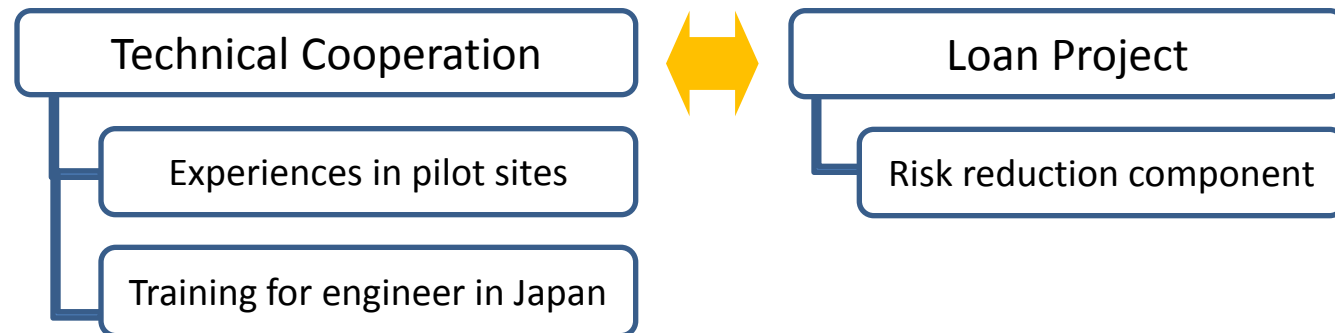 Technical Cooperation
Loan Project
Experiences in pilot sites
Risk reduction component
Training for engineer in Japan